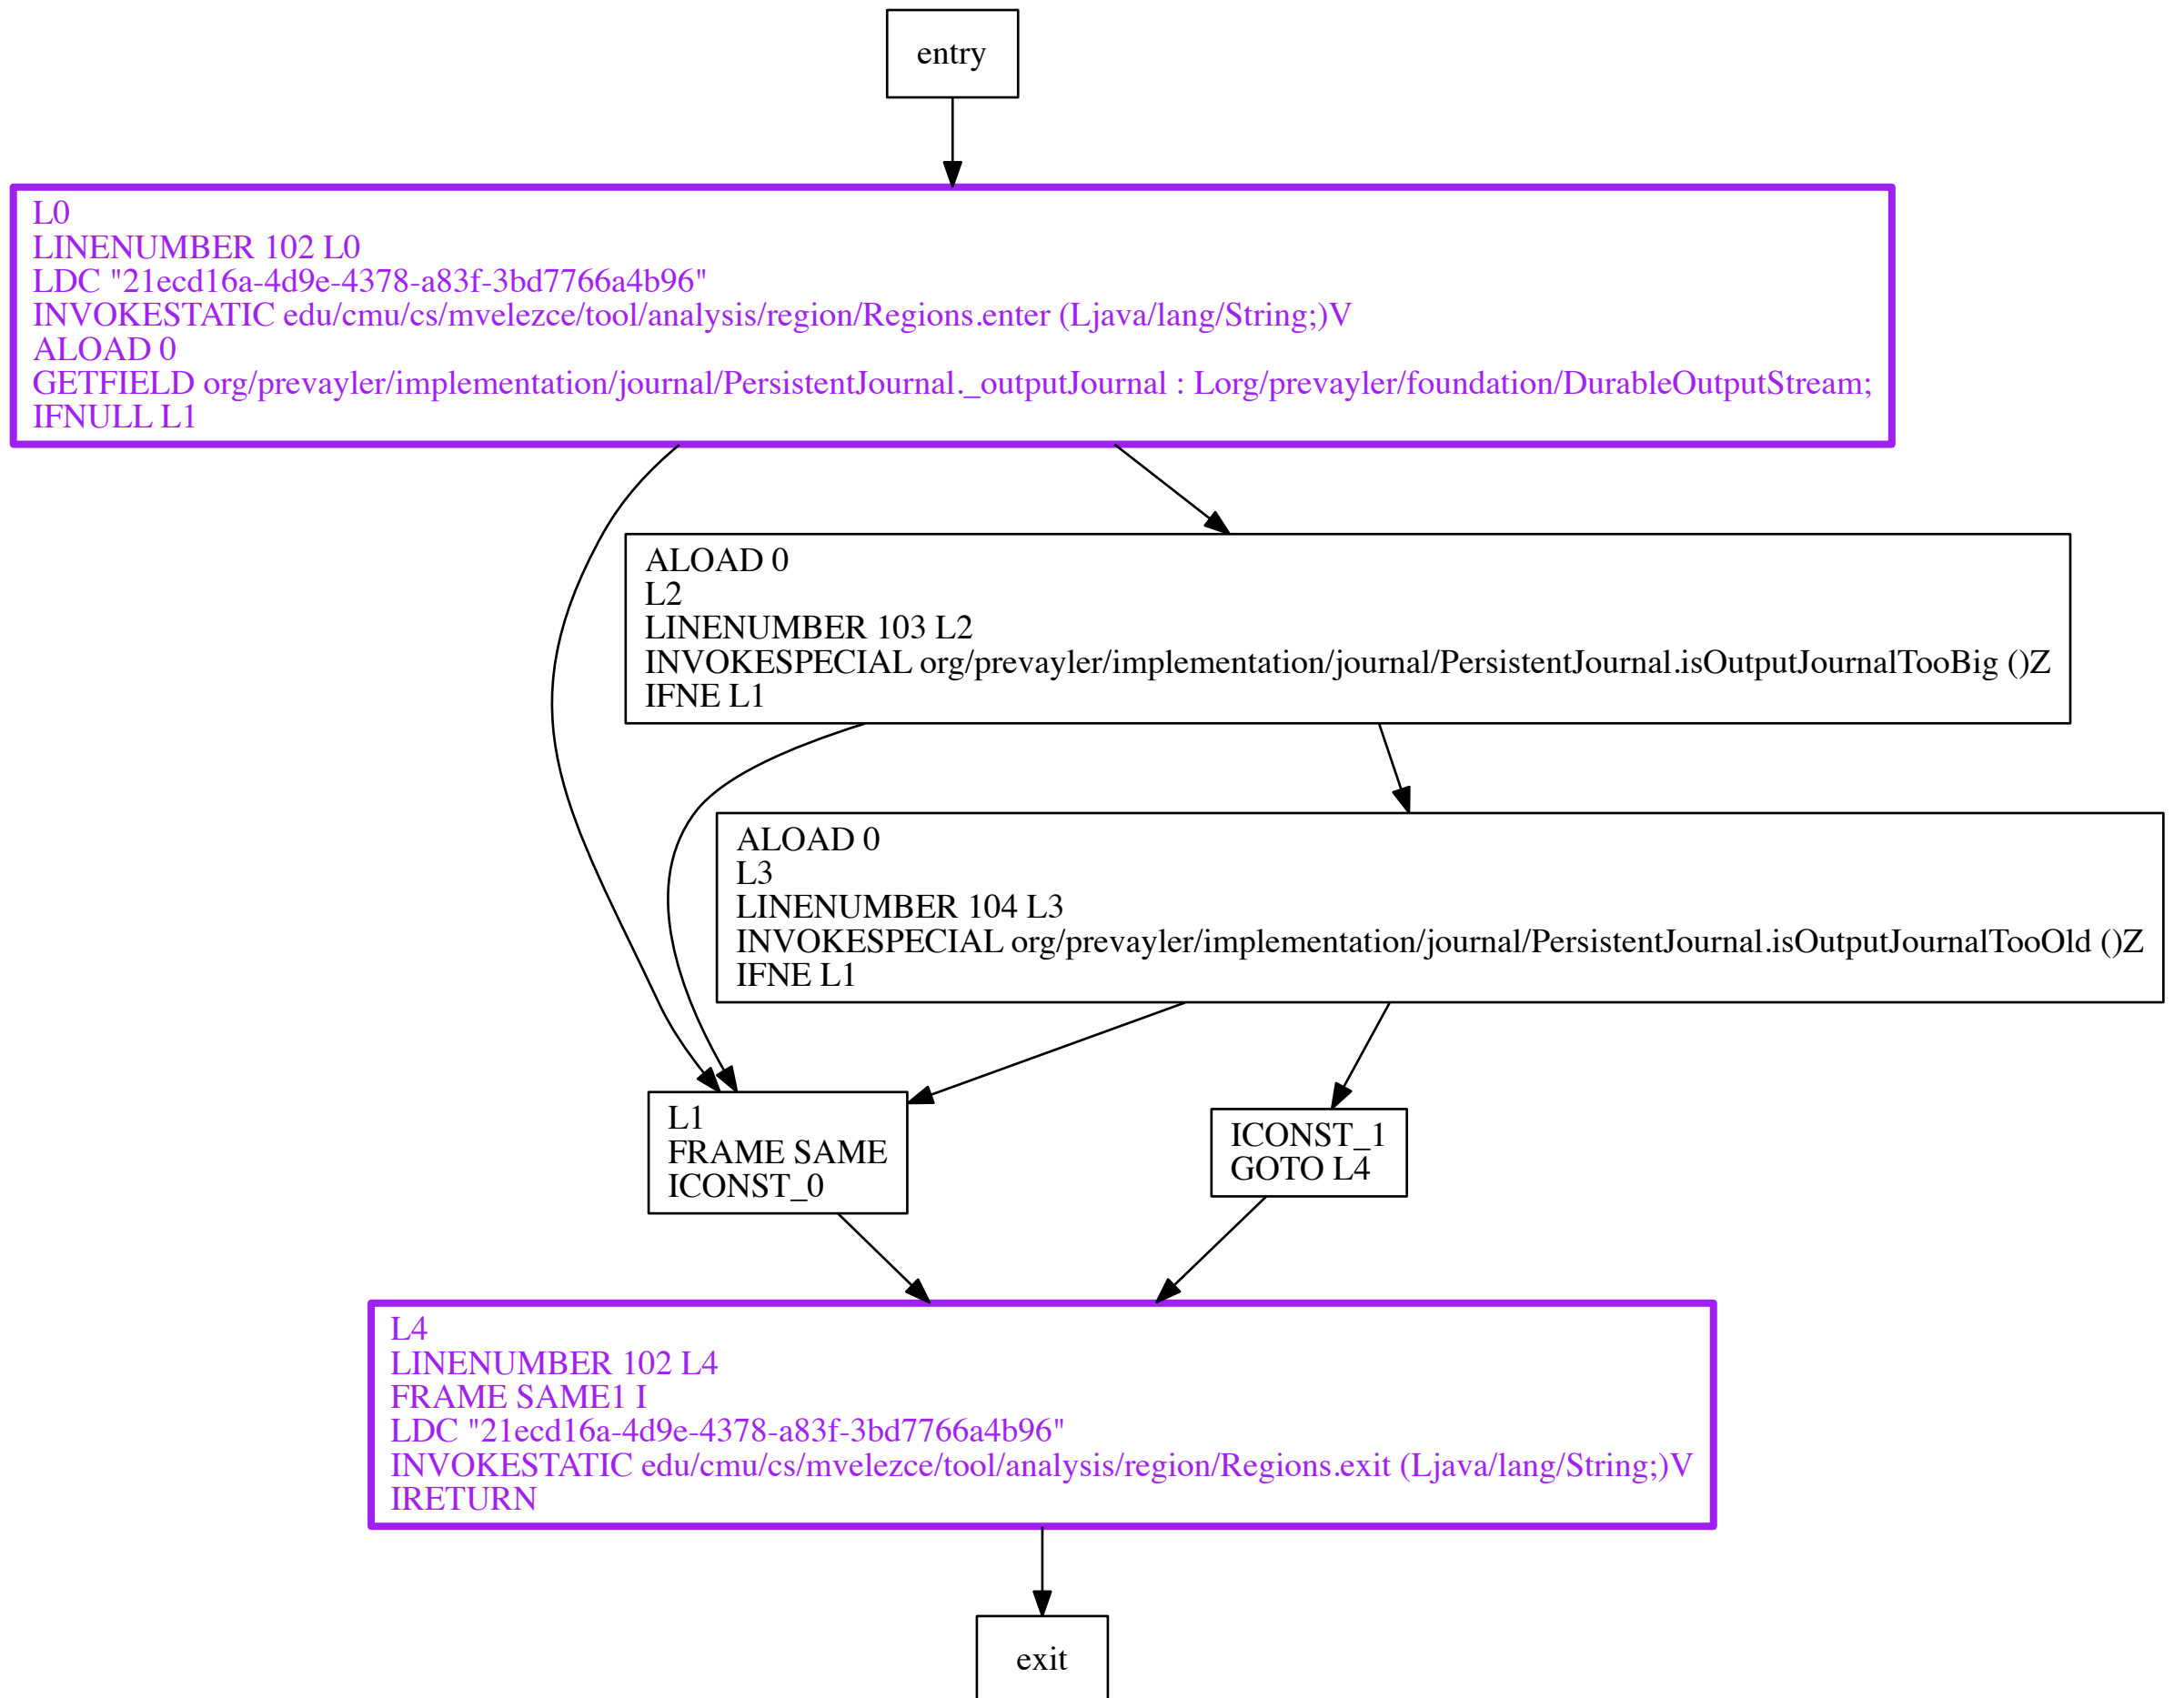 entry
L0
LINENUMBER 102 L0
LDC "21ecd16a-4d9e-4378-a83f-3bd7766a4b96"
INVOKESTATIC edu/cmu/cs/mvelezce/tool/analysis/region/Regions.enter (Ljava/lang/String;)V
ALOAD 0
GETFIELD org/prevayler/implementation/journal/PersistentJournal._outputJournal : Lorg/prevayler/foundation/DurableOutputStream;
IFNULL L1
ALOAD 0
L2
LINENUMBER 103 L2
INVOKESPECIAL org/prevayler/implementation/journal/PersistentJournal.isOutputJournalTooBig ()Z
IFNE L1
ALOAD 0
L3
LINENUMBER 104 L3
INVOKESPECIAL org/prevayler/implementation/journal/PersistentJournal.isOutputJournalTooOld ()Z
IFNE L1
L1
FRAME SAME
ICONST_0
ICONST_1
GOTO L4
L4
LINENUMBER 102 L4
FRAME SAME1 I
LDC "21ecd16a-4d9e-4378-a83f-3bd7766a4b96"
INVOKESTATIC edu/cmu/cs/mvelezce/tool/analysis/region/Regions.exit (Ljava/lang/String;)V
IRETURN
exit